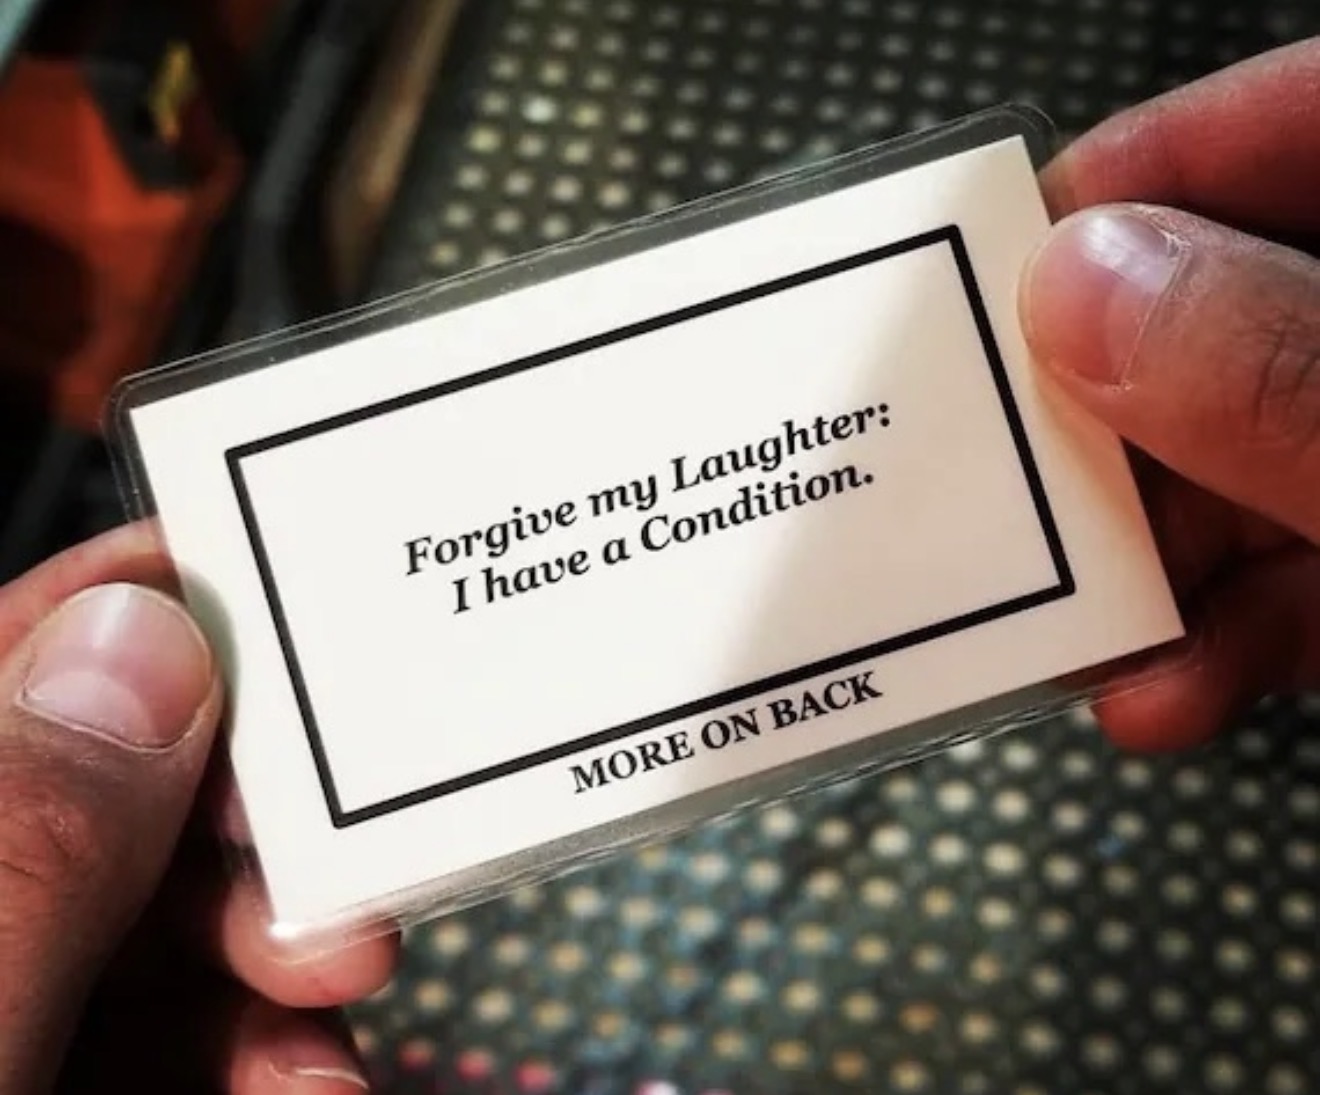 Forgive my Laughter:
I have a Condition.
MORE ON BACK